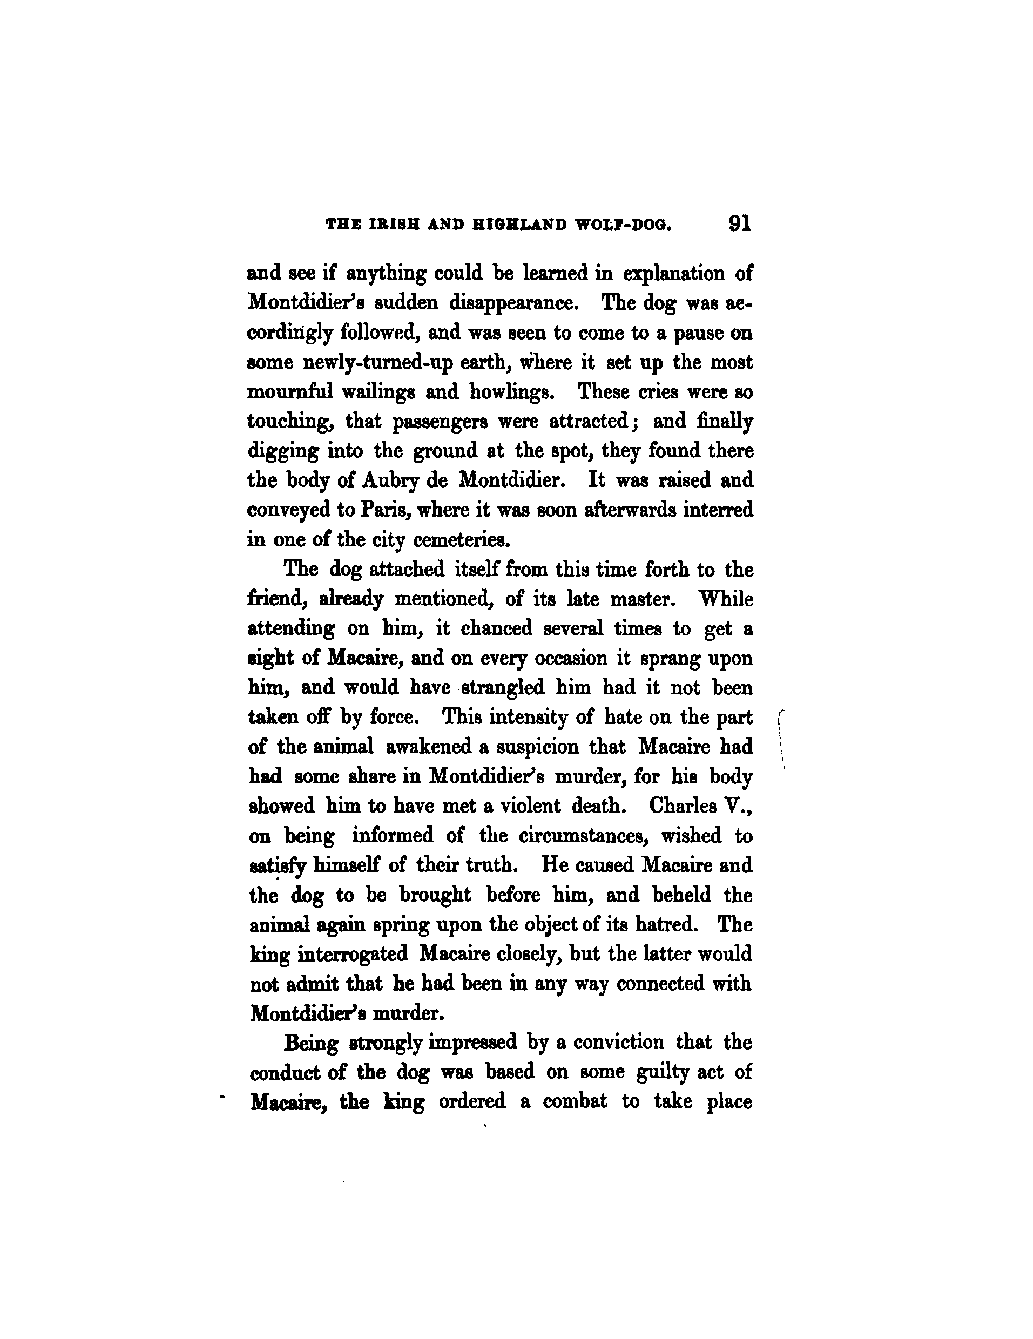 THE IRISH AND HIGHLAND WOLF-DOG. 91
and see if anything could be learned in explanation of
Montdidier's sudden disappearance. The dog was ac-
cordingly followed, and was seen to come to a pause on
some newly-turned-up earth, where it set up the most
mournful wailings and howlings. These cries were so
touching, that passengers were attracted; and finally
digging into the ground at the spot, they found there
the body of Aubry de Montdidier. It was raised and
conveyed to Paris, where it was soon afterwards interred
in one of the city cemeteries.
The dog attached itself from this time forth to the
friend, already mentioned, of its late master. While
attending on him, it chanced several times to get a
sight of Macaire, and on every occasion it sprang upon
him, and would have strangled him had it not been
taken off by force. This intensity of hate on the part
of the animal awakened a suspicion that Macaire had
had some share in Montdidier's murder, for his body
showed him to have met a violent death. Charles V.,
on being informed of the circumstances, wished to
satisfy himself of their truth. He caused Macaire and
the dog to be brought before him, and beheld the
animal again spring upon the object of its hatred. The
king interrogated Macaire closely, but the latter would
not admit that he had been in any way connected with
Montdidier's murder.
Being strongly impressed by a conviction that the
conduct of the dog was based on some guilty act of
Macaire, the king ordered a combat to take place